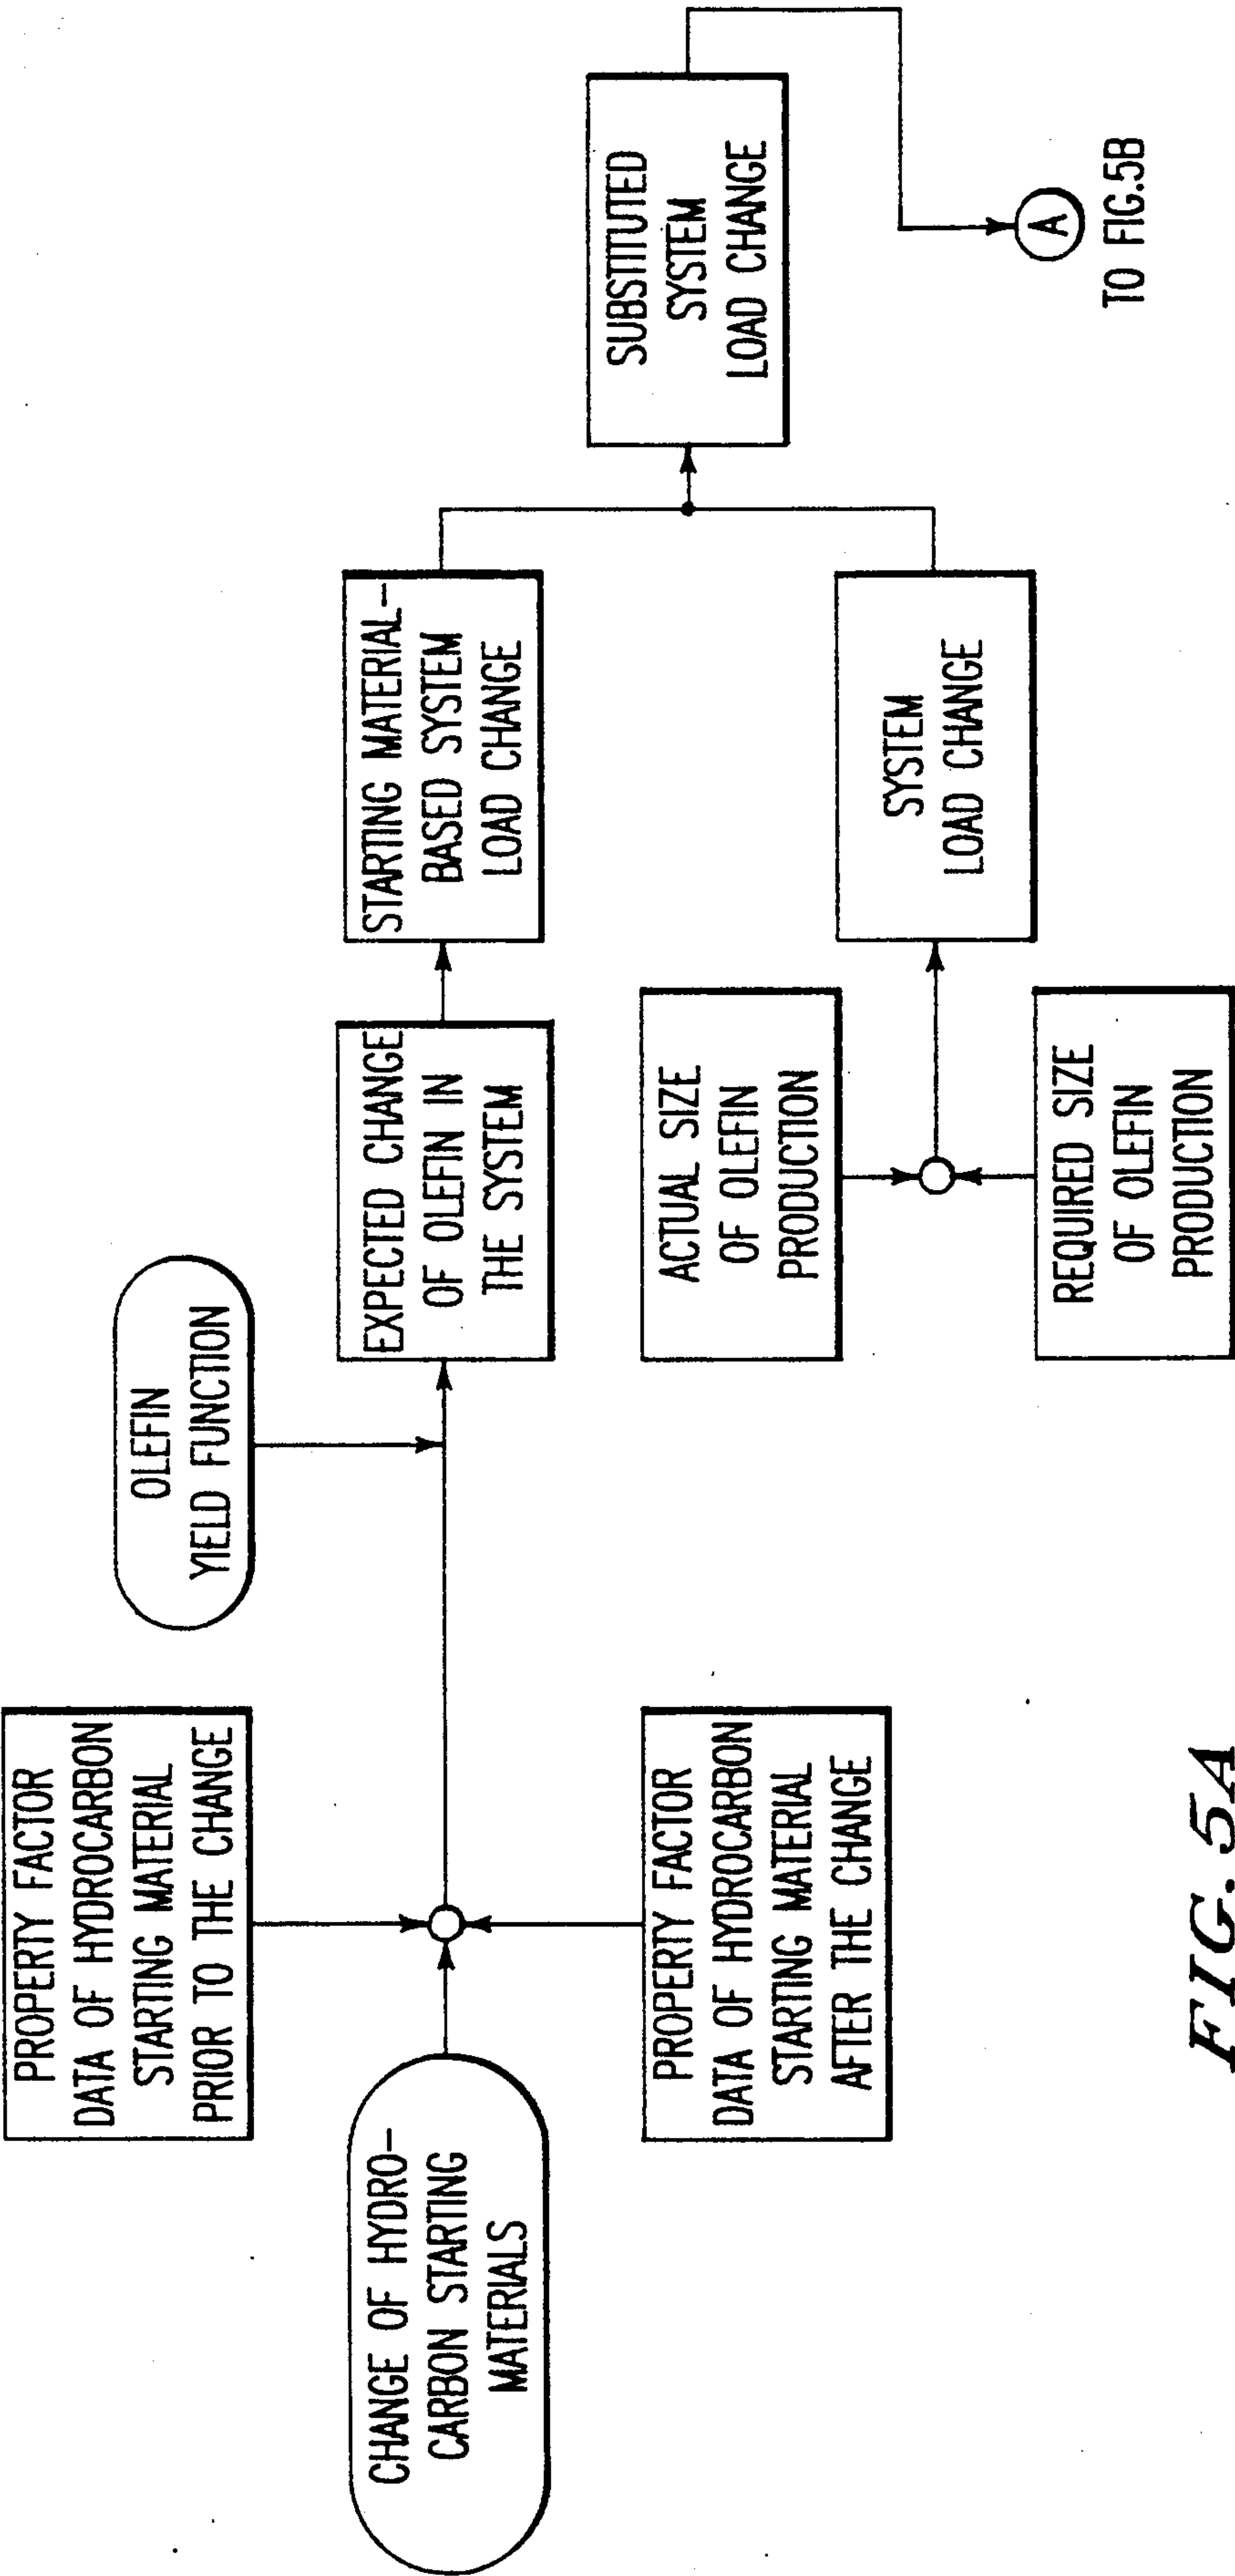 PROPERTY FACTOR
DATA OF HYDROCARBON
STARTING MATERIAL
PRIOR TO THE CHANGE
CHANGE OF HYDRO-
CARBON STARTING
MATERIALS
PROPERTY FACTOR
DATA OF HYDROCARBON
STARTING MATERIAL
AFTER THE CHANGE
OLEFIN
YIELD FUNCTION
EXPECTED CHANGE
OF OLEFIN IN
THE SYSTEM
STARTING MATERIAL-
BASED SYSTEM
LOAD CHANGE
ACTUAL SIZE
OF OLEFIN
PRODUCTION
REQUIRED SIZE
OF OLEFIN
PRODUCTION
SYSTEM
LOAD CHANGE
SUBSTITUTED
SYSTEM
LOAD CHANGE
A
TO FIG.5B
FIG. 5A